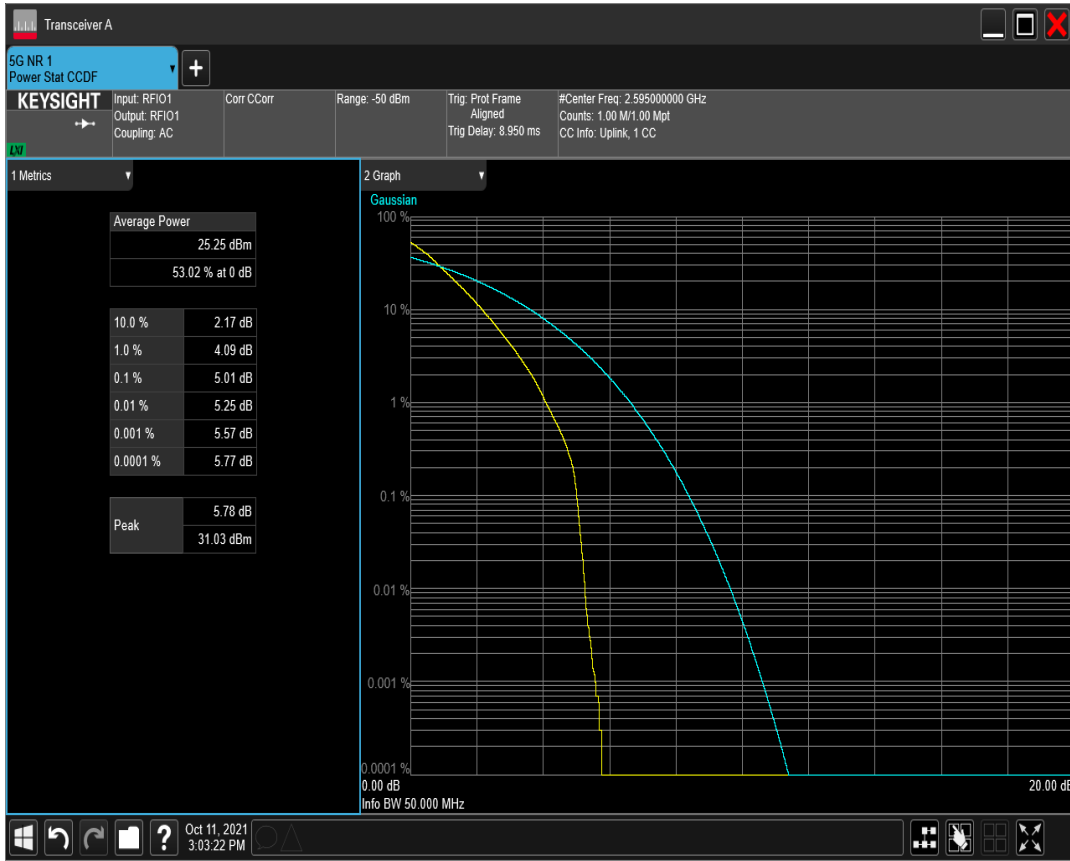 Transceiver A
5G NR 1
Power Stat CCDF
KEYSIGHT
LXI
Input: RFIO1
Output: RFIO1
Coupling: AC
Corr CCorr
Range: -50 dBm
Trig: Prot Frame
Aligned
Trig Delay: 8.950 ms
#Center Freq: 2.595000000 GHz
Counts: 1.00 M/1.00 Mpt
CC Info: Uplink, 1 CC
1 Metrics
Average Power
25.25 dBm
53.02 % at 0 dB
10.0 % 2.17 dB
1.0 % 4.09 dB
0.1 % 5.01 dB
0.01 % 5.25 dB
0.001 % 5.57 dB
0.0001 % 5.77 dB
Peak 5.78 dB
31.03 dBm
2 Graph
Gaussian
100 %
10 %
1 %
0.1 %
0.01 %
0.001 %
0.0001 %
0.00 dB 20.00 dB
Info BW 50.000 MHz
?
Oct 11, 2021
3:03:22 PM